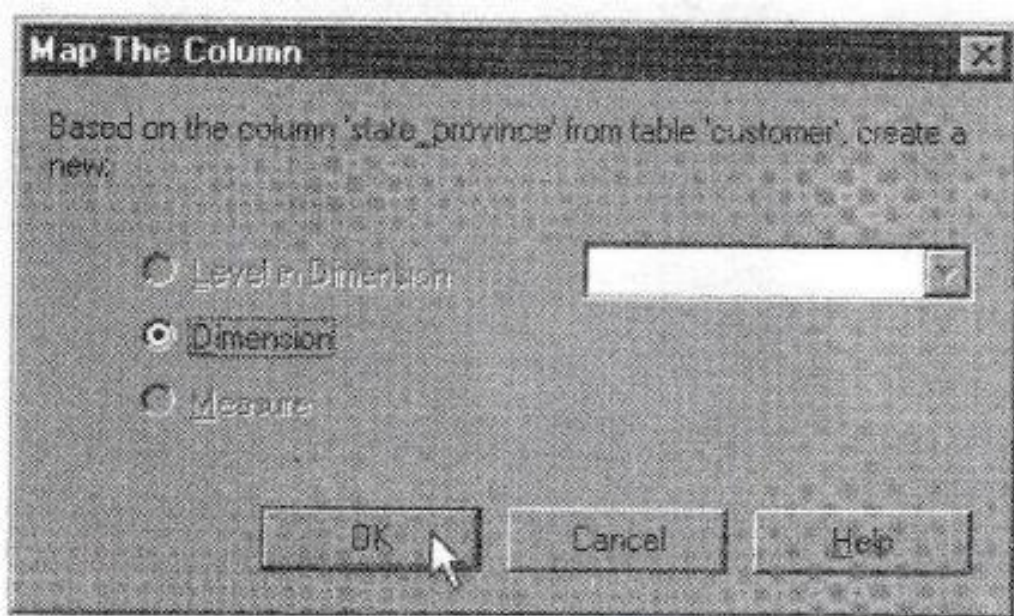 Map The Column
Based on the column 'state_province' from table 'customer', create a
new:
Level in Dimension
Dimension
Measure
OK Cancel Help